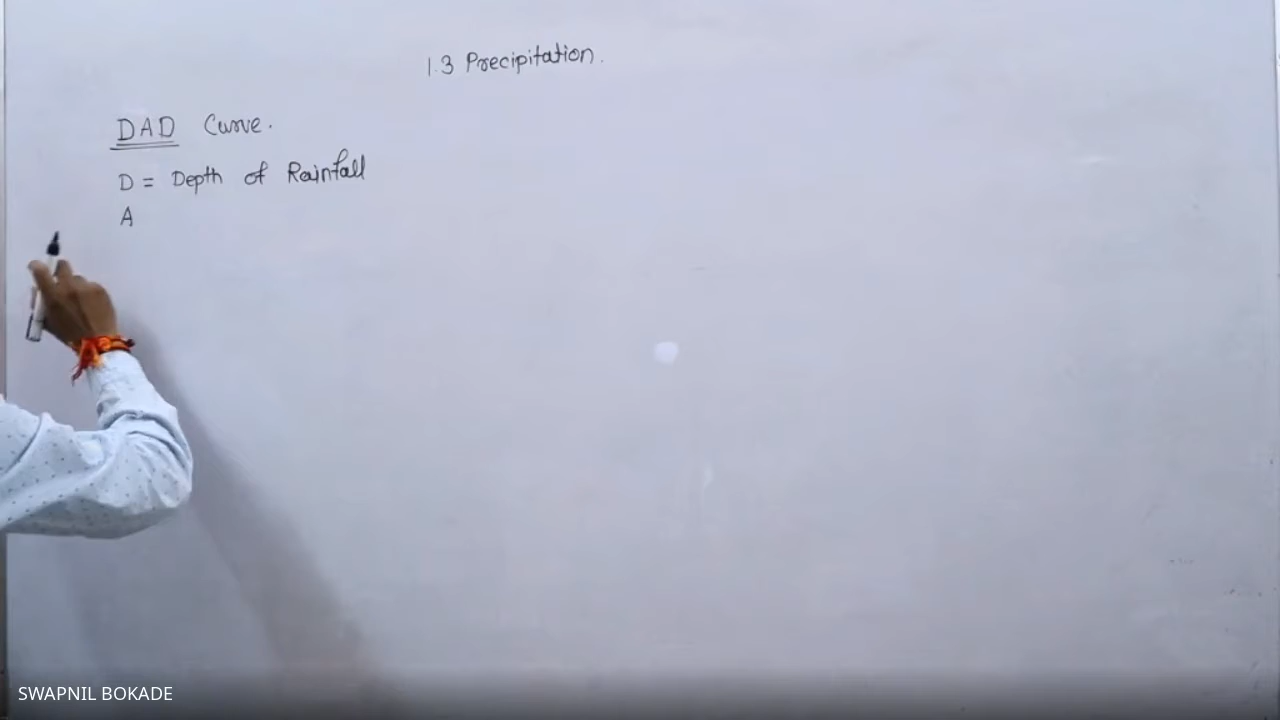 1.3 Precipitation.
DAD Curve.
D = Depth of Rainfall
A
SWAPNIL BOKADE